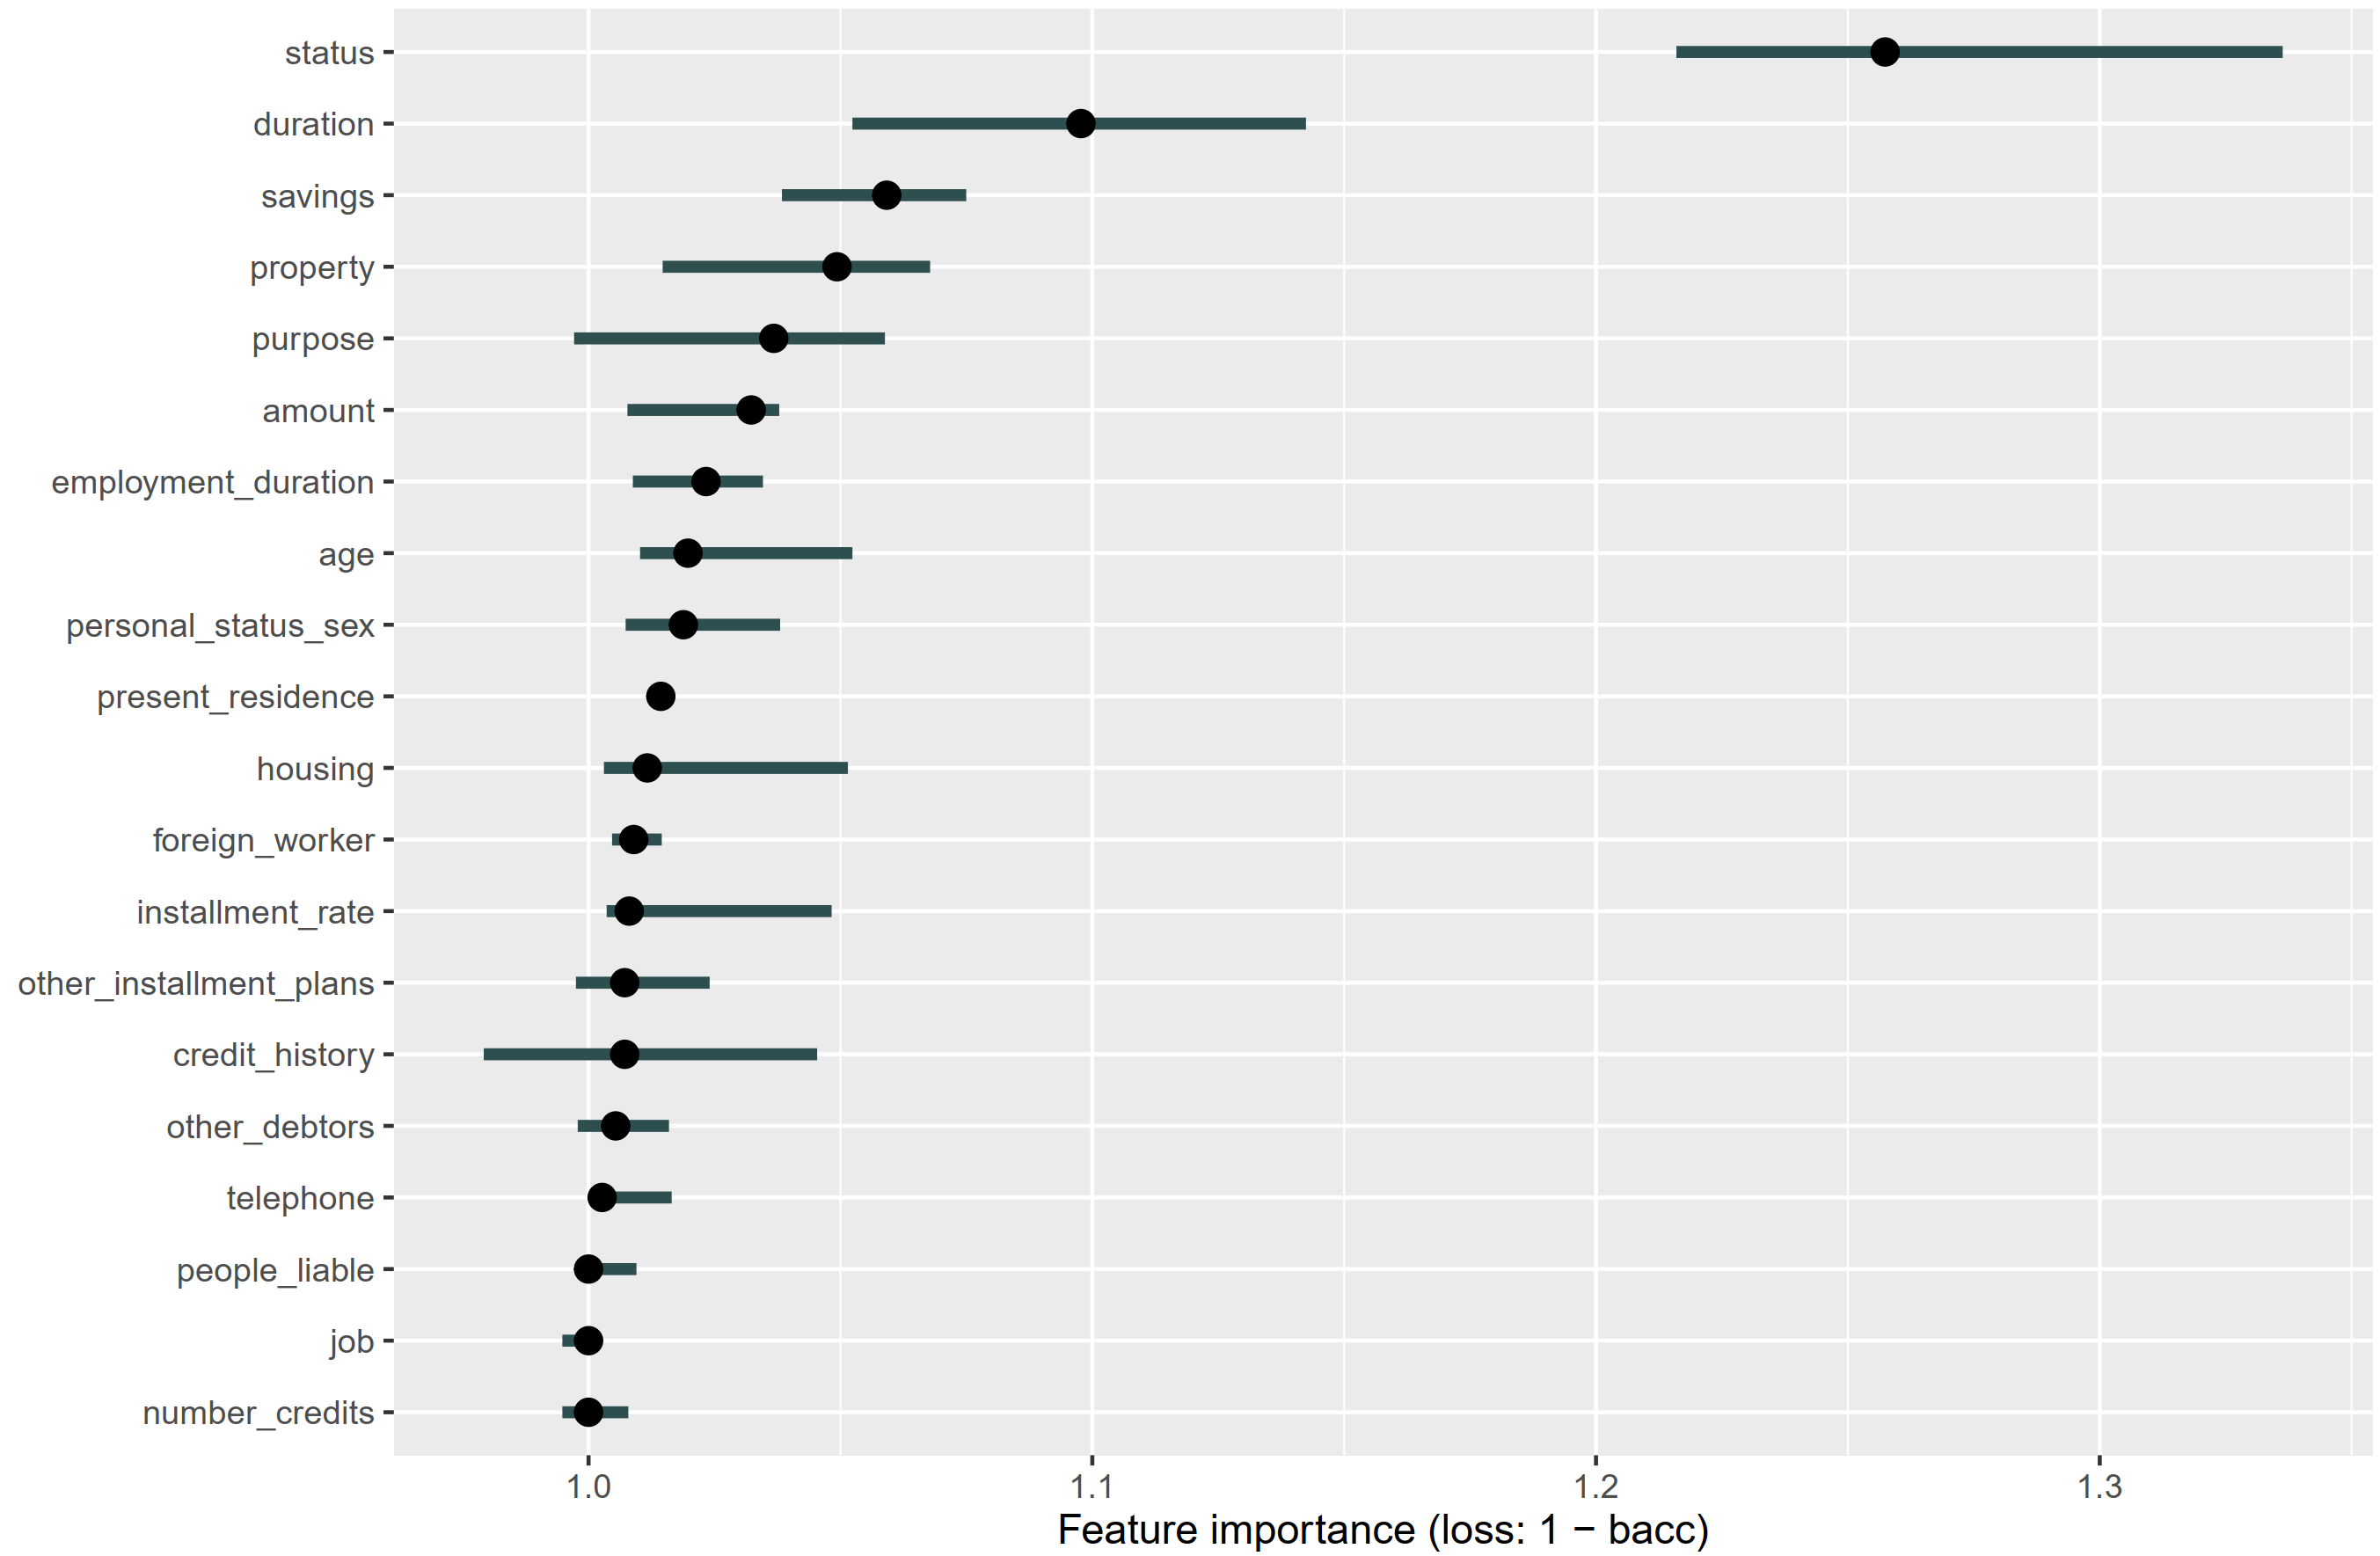 status
duration
savings
property
purpose
amount
employment_duration
age
personal_status_sex
present_residence
housing
foreign_worker
installment_rate
other_installment_plans
credit_history
other_debtors
telephone
people_liable
job
number_credits
1.0 1.1 1.2 1.3
Feature importance (loss: 1 − bacc)